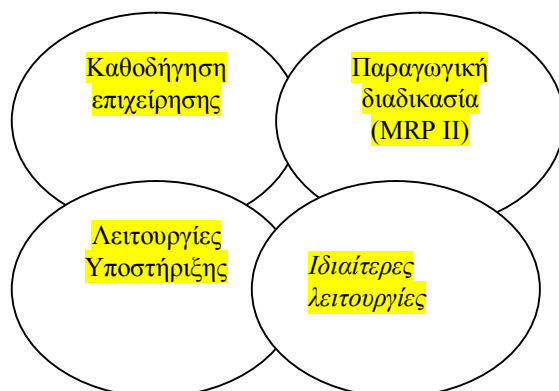 Καθοδήγηση
επιχείρησης
Παραγωγική
διαδικασία
(MRP II)
Λειτουργίες
Υποστήριξης
Ιδιαίτερες
λειτουργίες